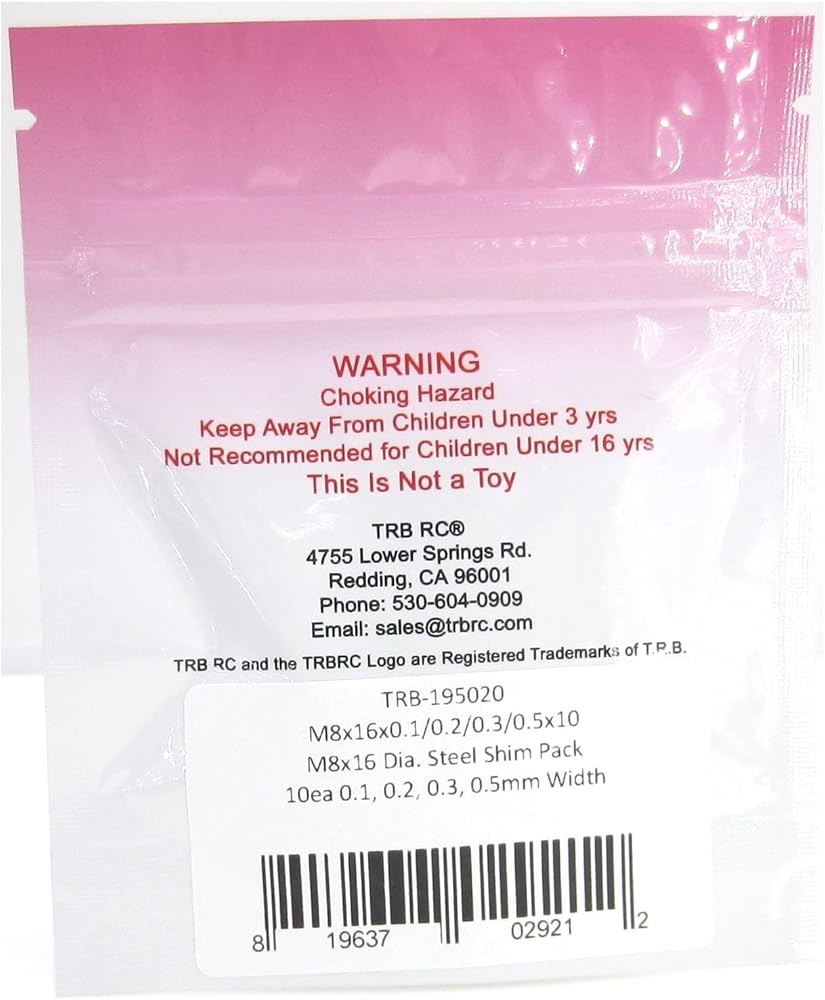 WARNING
Choking Hazard
Keep Away From Children Under 3 yrs
Not Recommended for Children Under 16 yrs
This Is Not a Toy
TRB RC®
4755 Lower Springs Rd.
Redding, CA 96001
Phone: 530-604-0909
Email: sales@trbrc.com
TRB RC and the TRBRC Logo are Registered Trademarks of T.R.B.
TRB-195020
M8x16x0.1/0.2/0.3/0.5x10
M8x16 Dia. Steel Shim Pack
10ea 0.1, 0.2, 0.3, 0.5mm Width
8 19637 02921 2